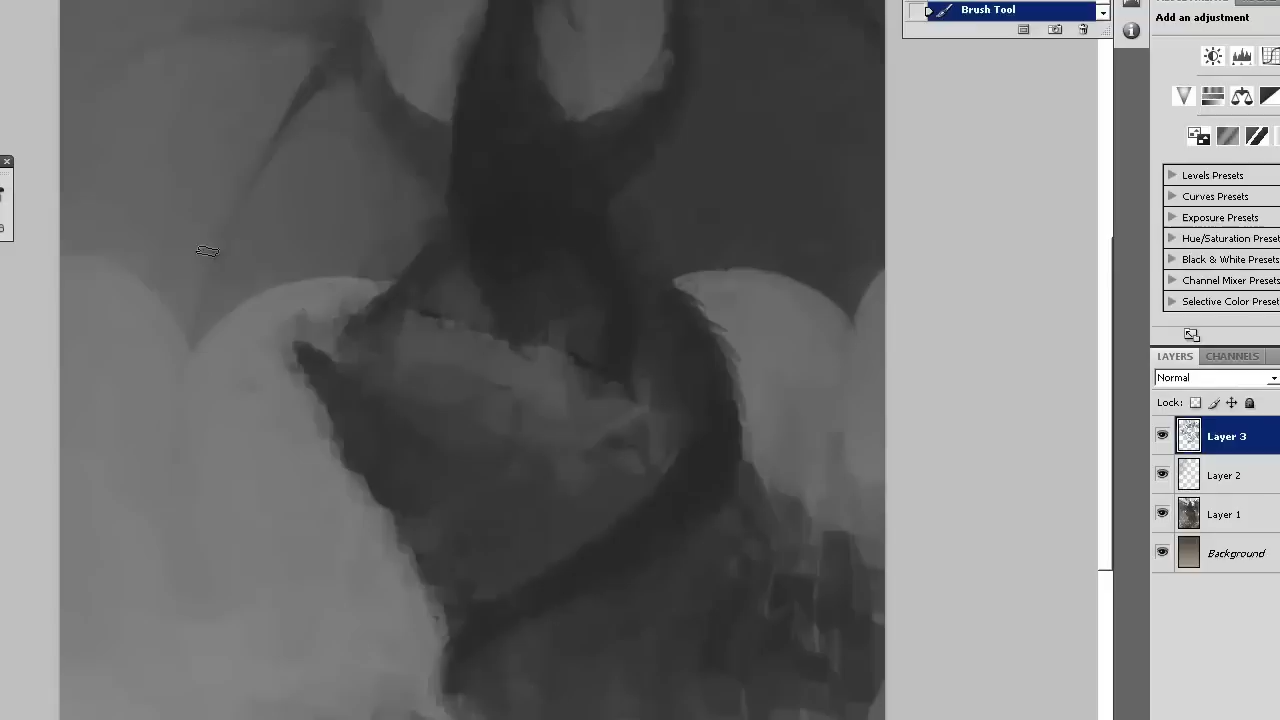 Brush Tool
Add an adjustment
Levels Presets
Curves Presets
Exposure Presets
Hue/Saturation Preset
Black & White Presets
Channel Mixer Presets
Selective Color Preset
LAYERS CHANNELS
Normal
Lock:
Layer 3
Layer 2
Layer 1
Background